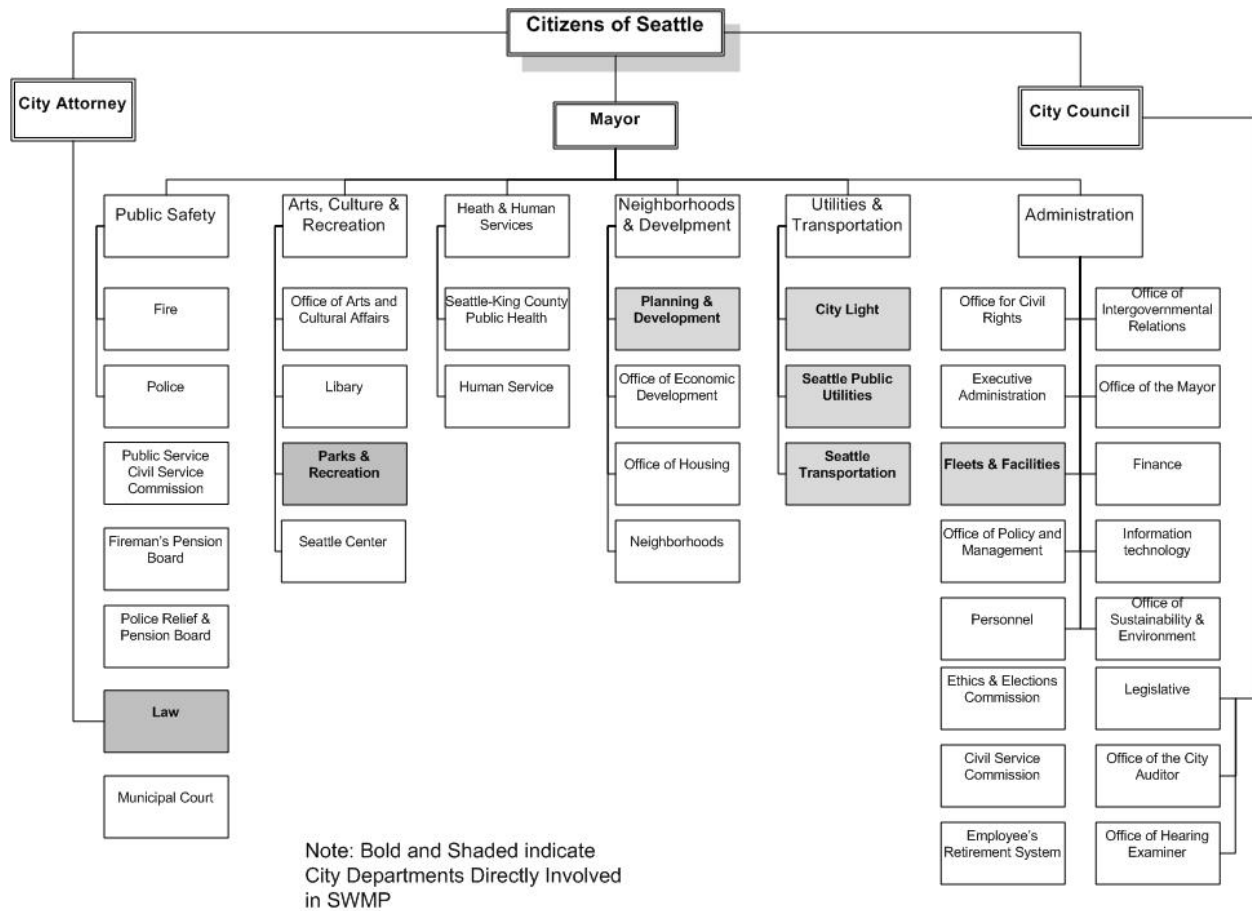 Citizens of Seattle
City Attorney
Mayor
City Council
Public Safety
Arts, Culture &
Recreation
Heath & Human
Services
Neighborhoods
& Develpment
Utilities &
Transportation
Administration
Fire
Office of Arts and
Cultural Affairs
Seattle-King County
Public Health
Planning &
Development
City Light
Office for Civil
Rights
Office of
Intergovernmental
Relations
Police
Libary
Human Service
Office of Economic
Development
Seattle Public
Utilities
Executive
Administration
Office of the Mayor
Public Service
Civil Service
Commission
Parks &
Recreation
Office of Housing
Seattle
Transportation
Fleets & Facilities
Finance
Fireman's Pension
Board
Seattle Center
Neighborhoods
Office of Policy and
Management
Information
technology
Police Relief &
Pension Board
Personnel
Office of
Sustainability &
Environment
Law
Ethics & Elections
Commission
Legislative
Municipal Court
Civil Service
Commission
Office of the City
Auditor
Employee's
Retirement System
Office of Hearing
Examiner
Note: Bold and Shaded indicate
City Departments Directly Involved
in SWMP